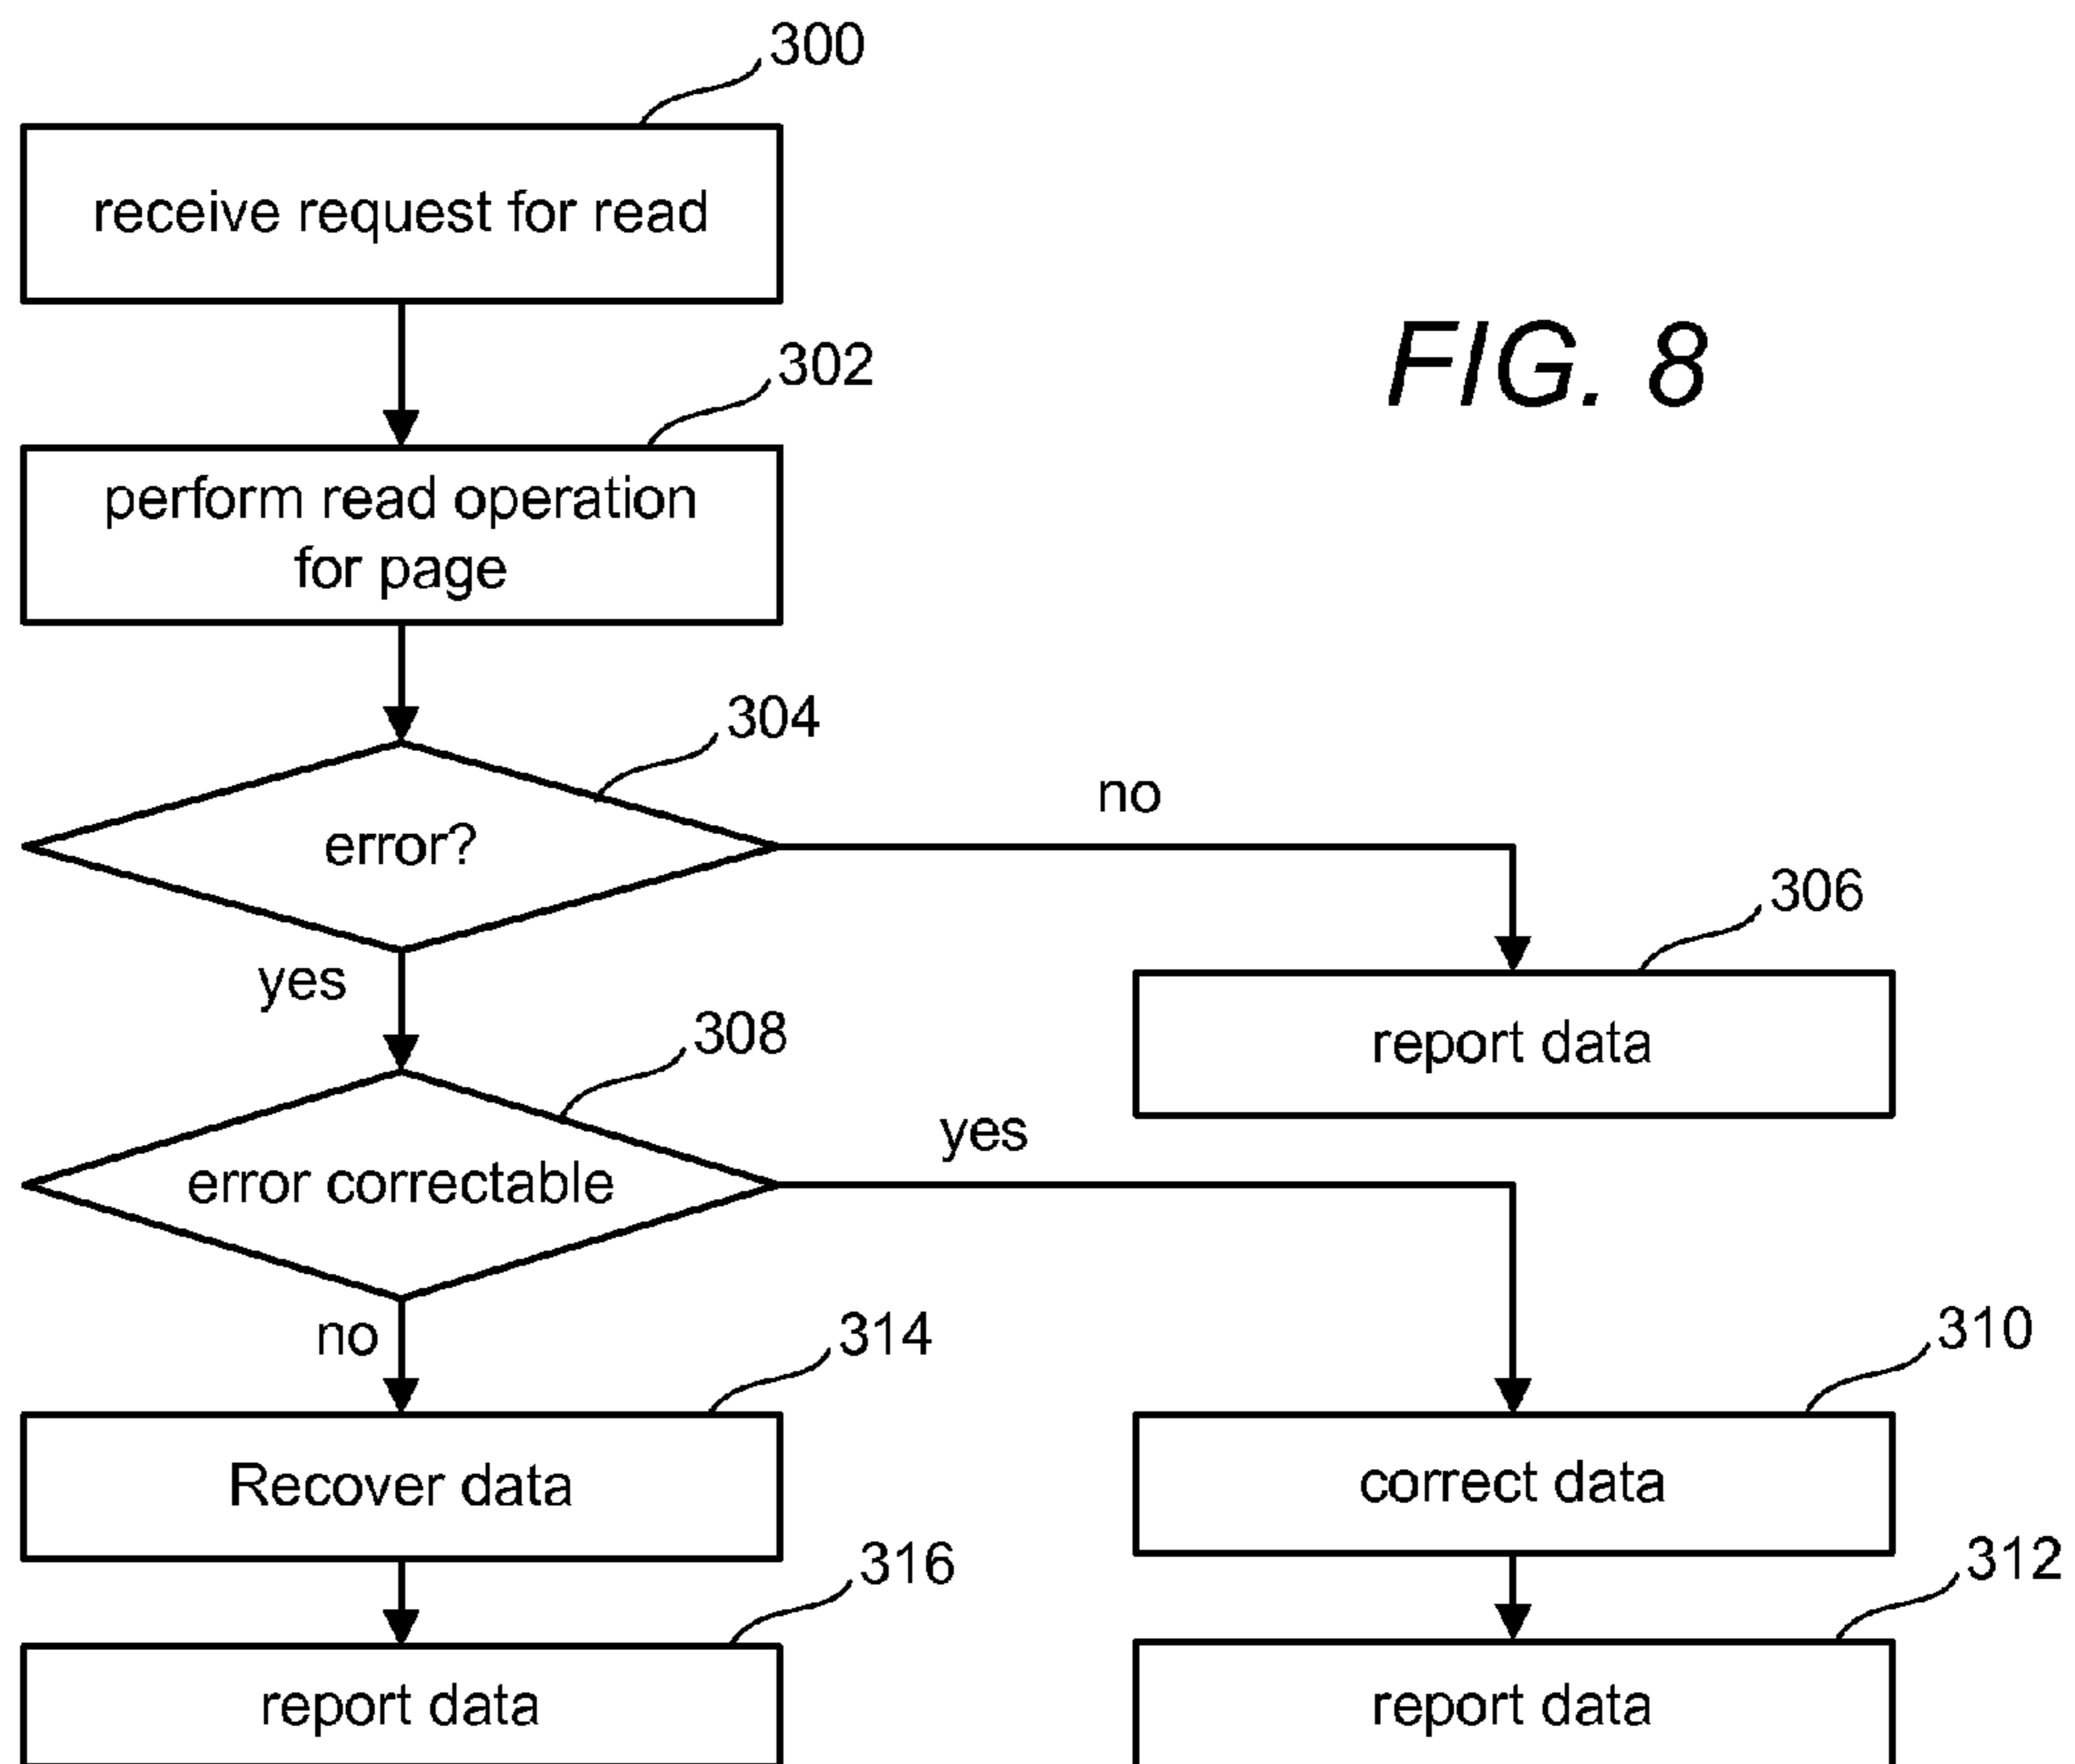 300
receive request for read
FIG. 8
302
perform read operation
for page
304
no
error?
306
yes
report data
308
yes
error correctable
310
no
314
Recover data
correct data
316
312
report data
report data